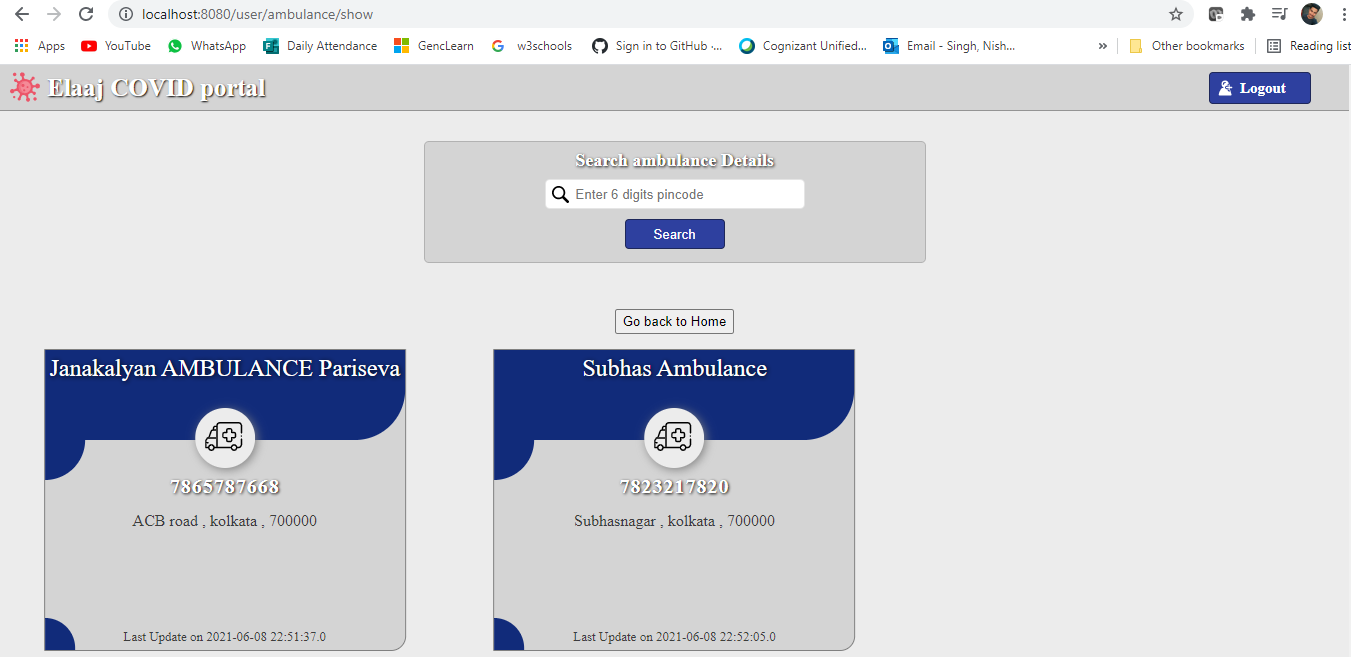 localhost:8080/user/ambulance/show
Apps YouTube WhatsApp Daily Attendance GencLearn w3schools Sign in to GitHub ·... Cognizant Unified... Email - Singh, Nish... » Other bookmarks Reading list
Elaaj COVID portal
Logout
Search ambulance Details
Enter 6 digits pincode
Search
Go back to Home
Janakalyan AMBULANCE Pariseva
7865787668
ACB road , kolkata , 700000
Last Update on 2021-06-08 22:51:37.0
Subhas Ambulance
7823217820
Subhasnagar , kolkata , 700000
Last Update on 2021-06-08 22:52:05.0